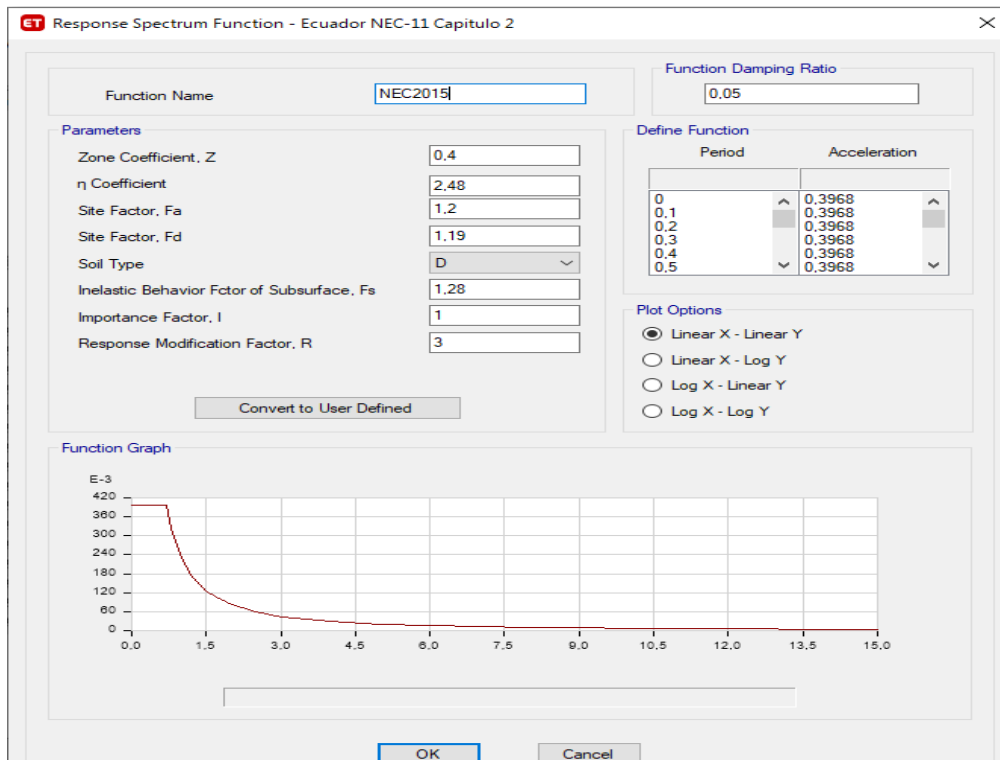 ET Response Spectrum Function - Ecuador NEC-11 Capitulo 2
Function Name NEC2015
Function Damping Ratio
0,05
Parameters
Zone Coefficient, Z 0,4
η Coefficient 2,48
Site Factor, Fa 1,2
Site Factor, Fd 1,19
Soil Type D
Inelastic Behavior Fctor of Subsurface, Fs 1,28
Importance Factor, I 1
Response Modification Factor, R 3
Convert to User Defined
Define Function
Period Acceleration
0 0,3968
0,1 0,3968
0,2 0,3968
0,3 0,3968
0,4 0,3968
0,5 0,3968
Plot Options
Linear X - Linear Y
Linear X - Log Y
Log X - Linear Y
Log X - Log Y
Function Graph
E-3
420
360
300
240
180
120
60
0
0,0 1,5 3,0 4,5 6,0 7,5 9,0 10,5 12,0 13,5 15,0
OK Cancel